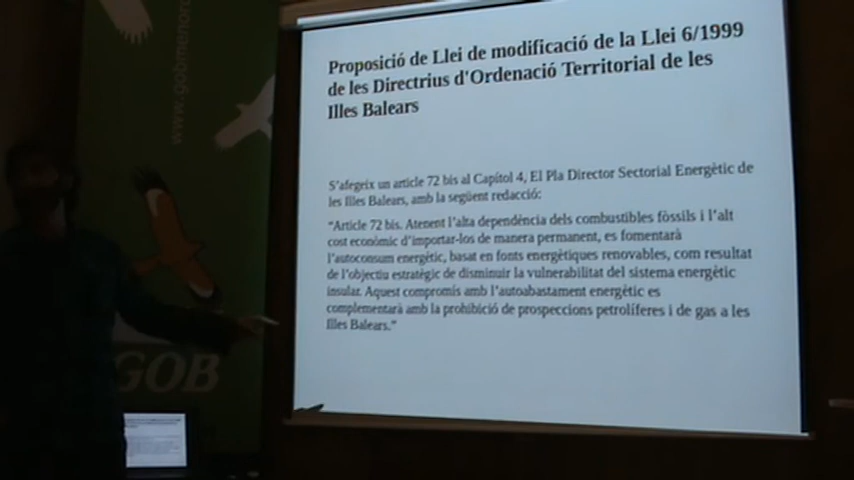 www.gobmenor
Proposició de Llei de modificació de la Llei 6/1999
de les Directrius d'Ordenació Territorial de les
Illes Balears
S'afegeix un article 72 bis al Capítol 4, El Pla Director Sectorial Energètic de
les Illes Balears, amb la següent redacció:
"Article 72 bis. Atenent l'alta dependència dels combustibles fòssils i l'alt
cost econòmic d'importar-los de manera permanent, es fomentarà
l'autoconsum energètic, basat en fonts energètiques renovables, com resultat
de l'objectiu estratègic de disminuir la vulnerabilitat del sistema energètic
insular. Aquest compromís amb l'autoabastament energètic es
complementarà amb la prohibició de prospeccions petrolíferes i de gas a les
Illes Balears."
GOB